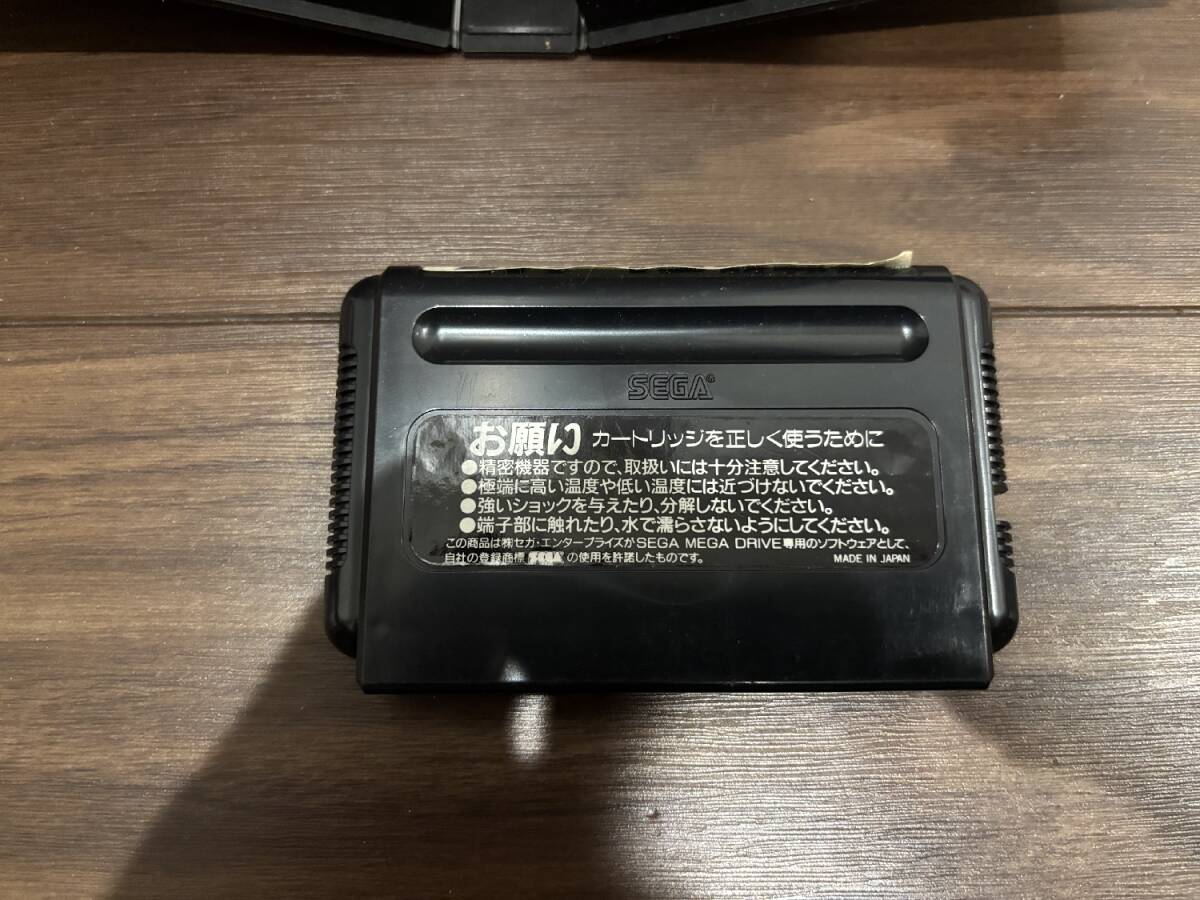 SEGA®
お願い カートリッジを正しく使うために
●精密機器ですので、取扱いには十分注意してください。
●極端に高い温度や低い温度には近づけないでください。
●強いショックを与えたり、分解しないでください。
●端子部に触れたり、水で濡らさないようにしてください。
この商品は㈱セガ・エンタープライゼスがSEGA MEGA DRIVE専用のソフトウェアとして、
自社の登録商標 SEGA の使用を許諾したものです。 MADE IN JAPAN